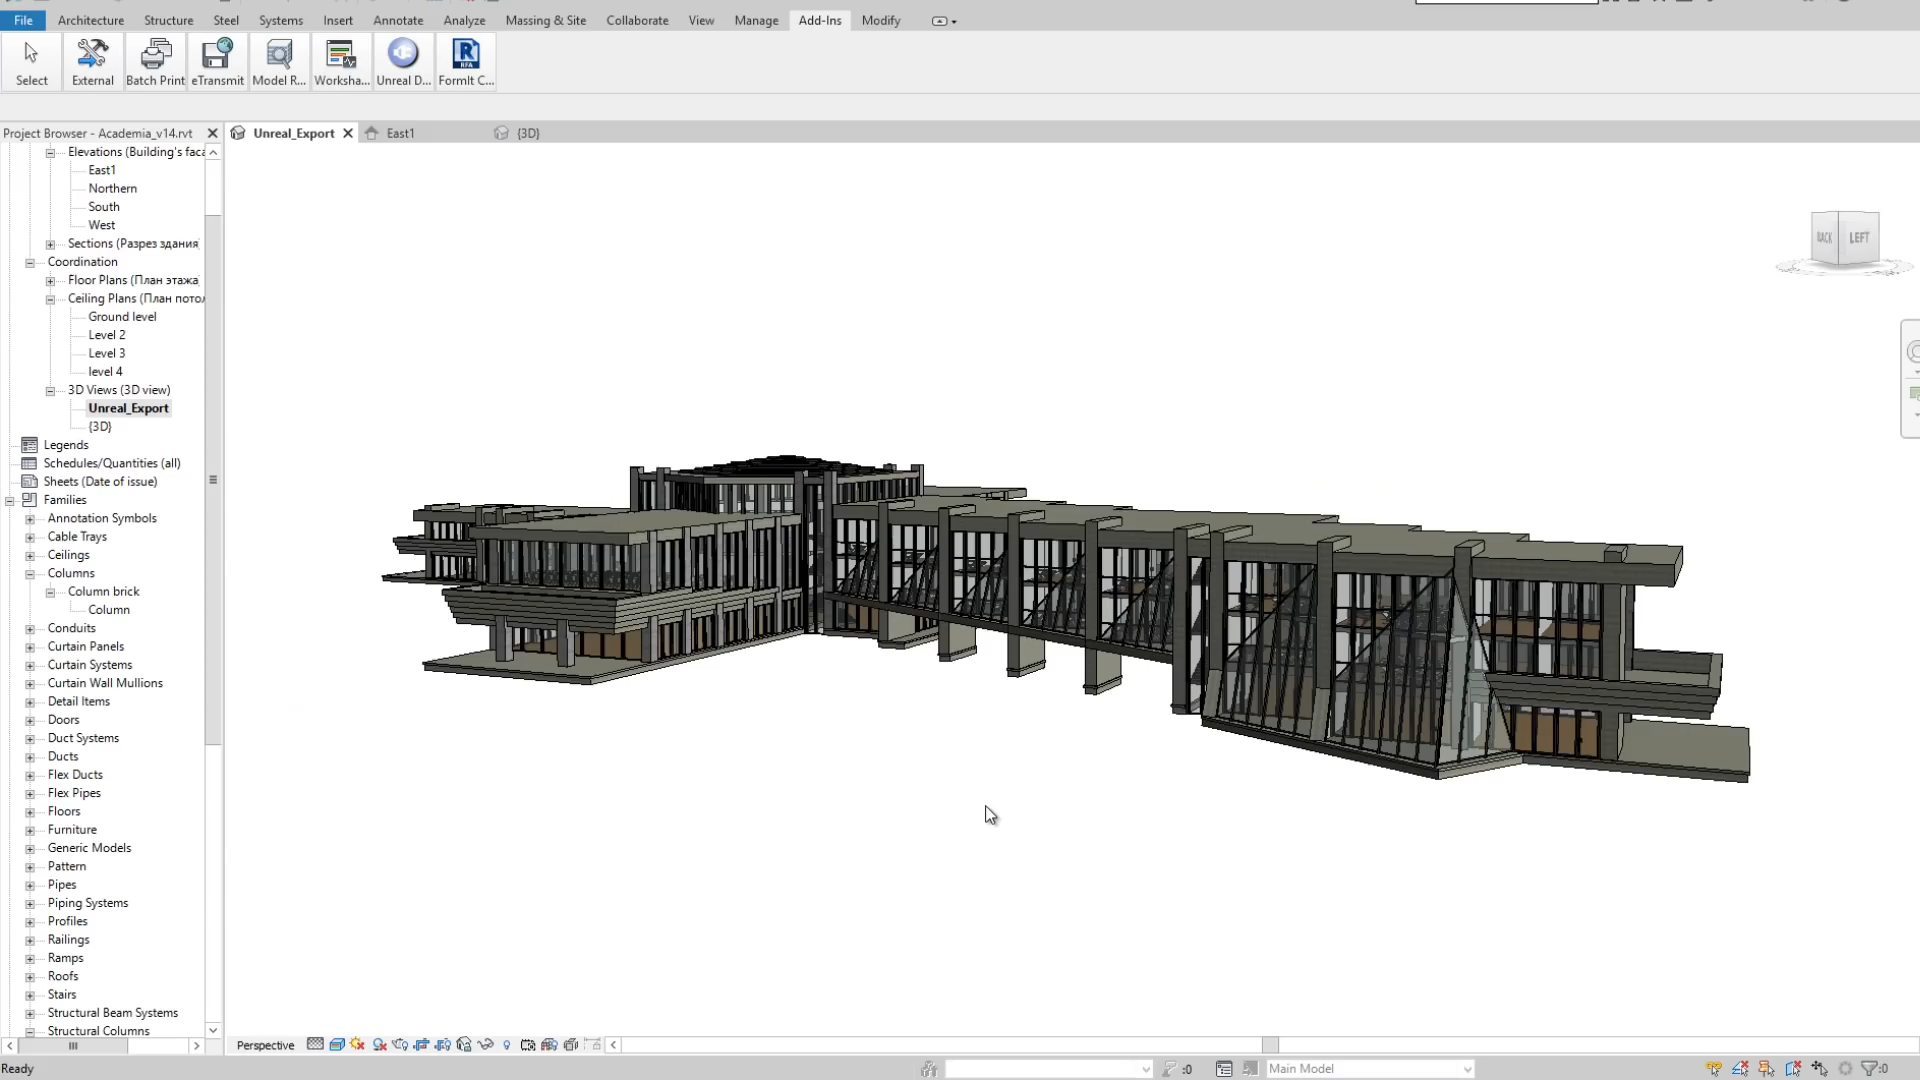 File Architecture Structure Steel Systems Insert Annotate Analyze Massing & Site Collaborate View Manage Add-Ins Modify
Select External Batch Print eTransmit Model R... Worksha... Unreal D... FormIt C...
Project Browser - Academia_v14.rvt
Unreal_Export East1 {3D}
Elevations (Building's faca
East1
Northern
South
West
Sections (Разрез здания
Coordination
Floor Plans (План этажа
Ceiling Plans (План потол
Ground level
Level 2
Level 3
level 4
3D Views (3D view)
Unreal_Export
{3D}
Legends
Schedules/Quantities (all)
Sheets (Date of issue)
Families
Annotation Symbols
Cable Trays
Ceilings
Columns
Column brick
Column
Conduits
Curtain Panels
Curtain Systems
Curtain Wall Mullions
Detail Items
Doors
Duct Systems
Ducts
Flex Ducts
Flex Pipes
Floors
Furniture
Generic Models
Pattern
Pipes
Piping Systems
Profiles
Railings
Ramps
Roofs
Stairs
Structural Beam Systems
Structural Columns
BACK LEFT
Perspective
Ready
:0
Main Model
:0